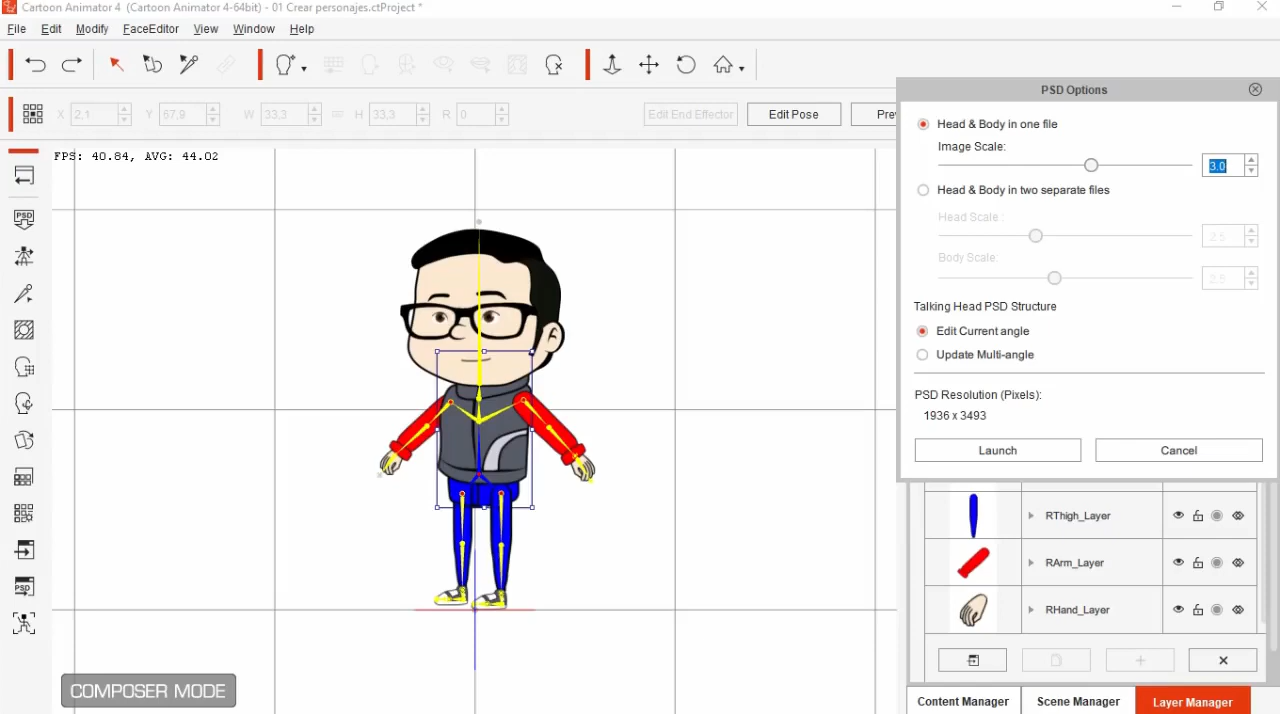 Cartoon Animator 4 (Cartoon Animator 4-64bit) - 01 Crear personajes.ctProject *
File Edit Modify FaceEditor View Window Help
X 2,1 Y 67,9 W 33,3 H 33,3 R 0 Edit End Effector Edit Pose Pre
FPS: 40.84, AVG: 44.02
PSD Options
Head & Body in one file
Image Scale:
3.0
Head & Body in two separate files
Head Scale :
2.5
Body Scale:
2.5
Talking Head PSD Structure
Edit Current angle
Update Multi-angle
PSD Resolution (Pixels):
1936 x 3493
Launch Cancel
PSD
PSD
RThigh_Layer
RArm_Layer
RHand_Layer
COMPOSER MODE
Content Manager Scene Manager Layer Manager